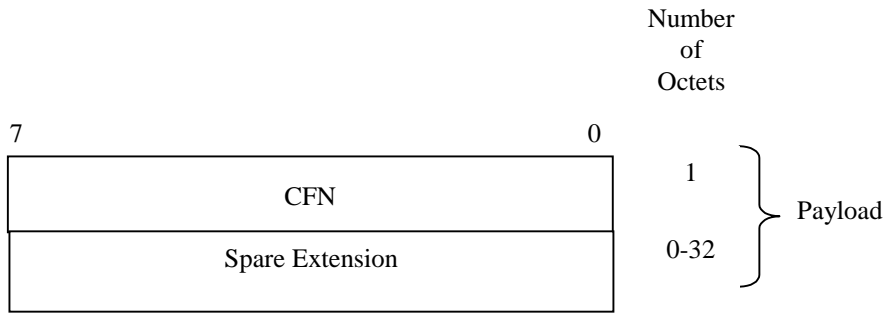 Number
of
Octets
7 0
CFN 1
Payload
Spare Extension 0-32